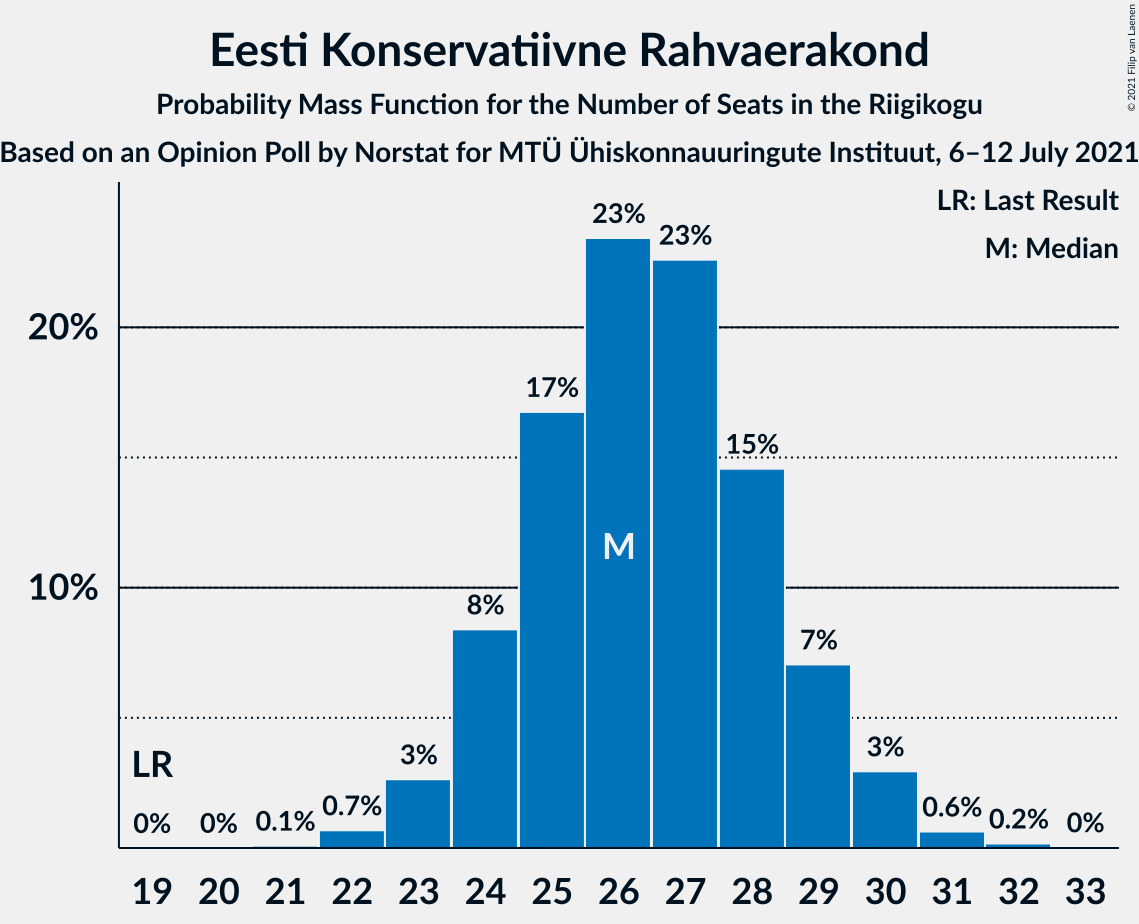 Eesti Konservatiivne Rahvaerakond
Probability Mass Function for the Number of Seats in the Riigikogu
Based on an Opinion Poll by Norstat for MTÜ Ühiskonnauuringute Instituut, 6–12 July 2021
© 2021 Filip van Laenen
LR: Last Result
M: Median
20%
10%
LR
0%
0%
0.1%
0.7%
3%
8%
17%
23%
M
23%
15%
7%
3%
0.6%
0.2%
0%
19 20 21 22 23 24 25 26 27 28 29 30 31 32 33